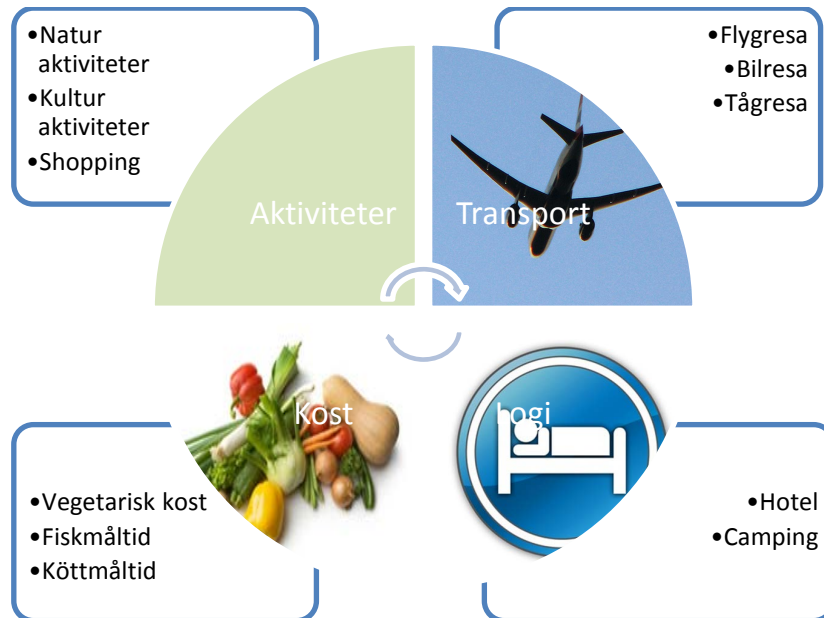 •Natur
aktiviteter
•Kultur
aktiviteter
•Shopping
•Flygresa
•Bilresa
•Tågresa
Aktiviteter
Transport
Kost
Logi
•Vegetarisk kost
•Fiskmåltid
•Köttmåltid
•Hotel
•Camping